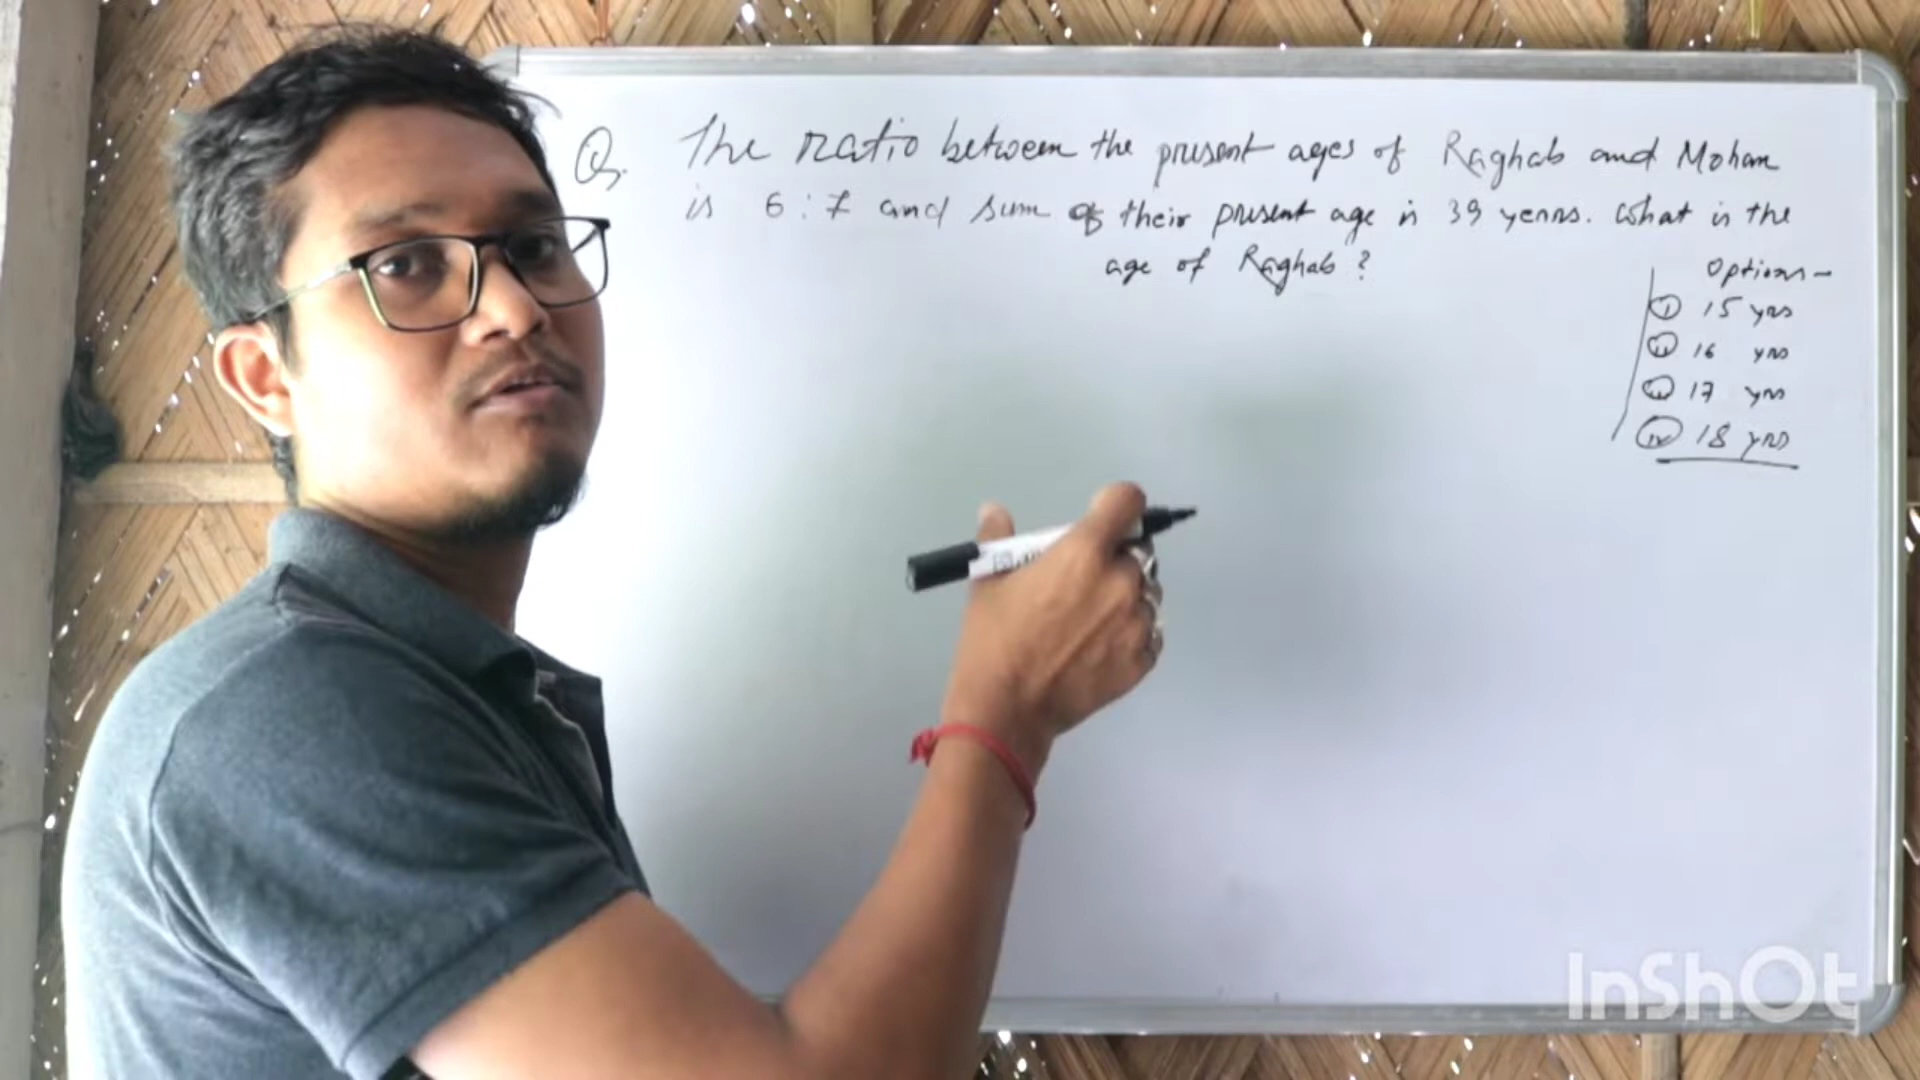 Q. The ratio between the present ages of Raghab and Mohan
is 6 : 7 and sum of their present age is 39 years. What is the
age of Raghab ?
Options -
(i) 15 yrs
(ii) 16 yrs
(iii) 17 yrs
(iv) 18 yrs
InShOt